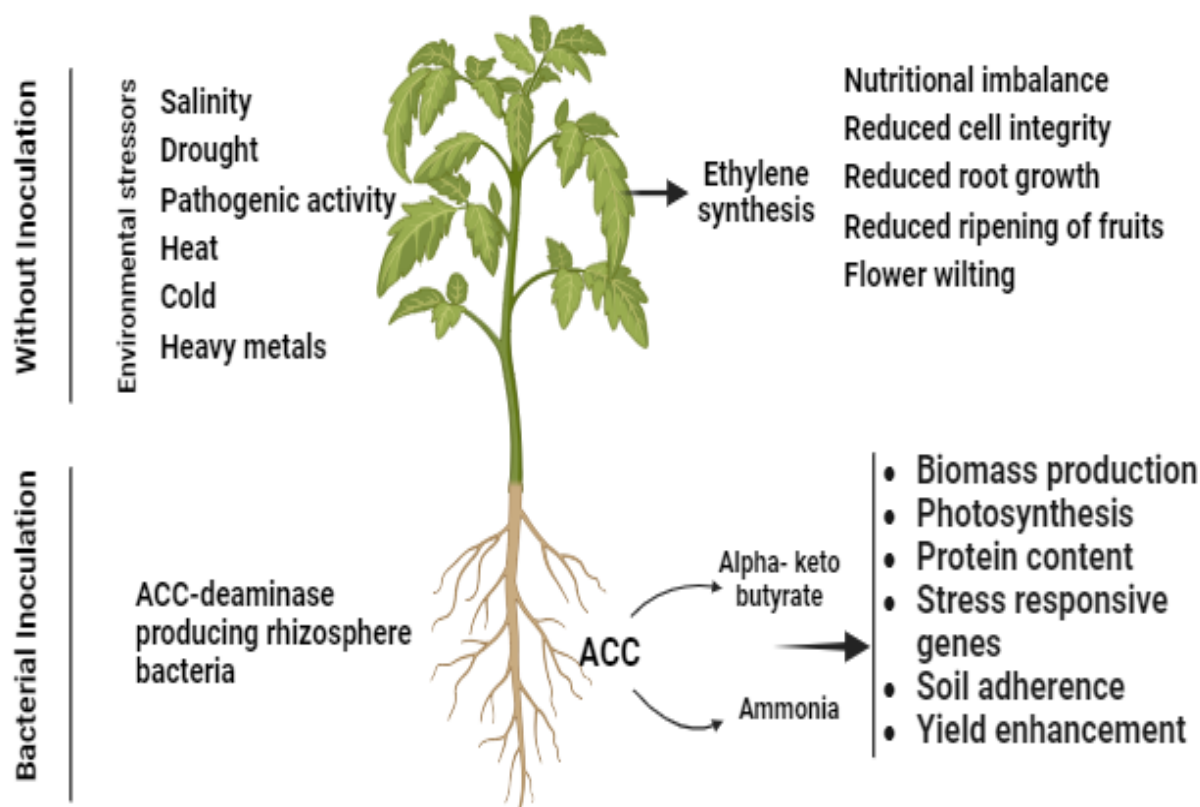 Without Inoculation
Environmental stressors
Salinity
Drought
Pathogenic activity
Heat
Cold
Heavy metals
Ethylene
synthesis
Nutritional imbalance
Reduced cell integrity
Reduced root growth
Reduced ripening of fruits
Flower wilting
Bacterial Inoculation
ACC-deaminase
producing rhizosphere
bacteria
ACC
Alpha- keto
butyrate
Ammonia
• Biomass production
• Photosynthesis
• Protein content
• Stress responsive
genes
• Soil adherence
• Yield enhancement